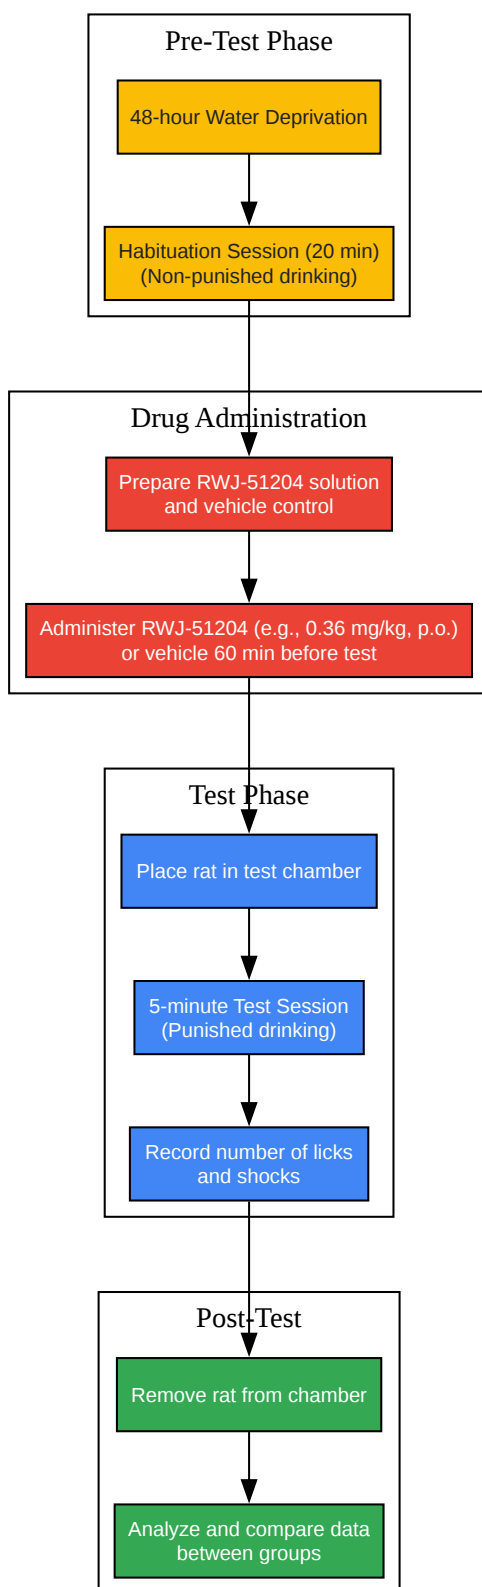 Pre-Test Phase
48-hour Water Deprivation
Habituation Session (20 min)
(Non-punished drinking)
Drug Administration
Prepare RWJ-51204 solution
and vehicle control
Administer RWJ-51204 (e.g., 0.36 mg/kg, p.o.)
or vehicle 60 min before test
Test Phase
Place rat in test chamber
5-minute Test Session
(Punished drinking)
Record number of licks
and shocks
Post-Test
Remove rat from chamber
Analyze and compare data
between groups